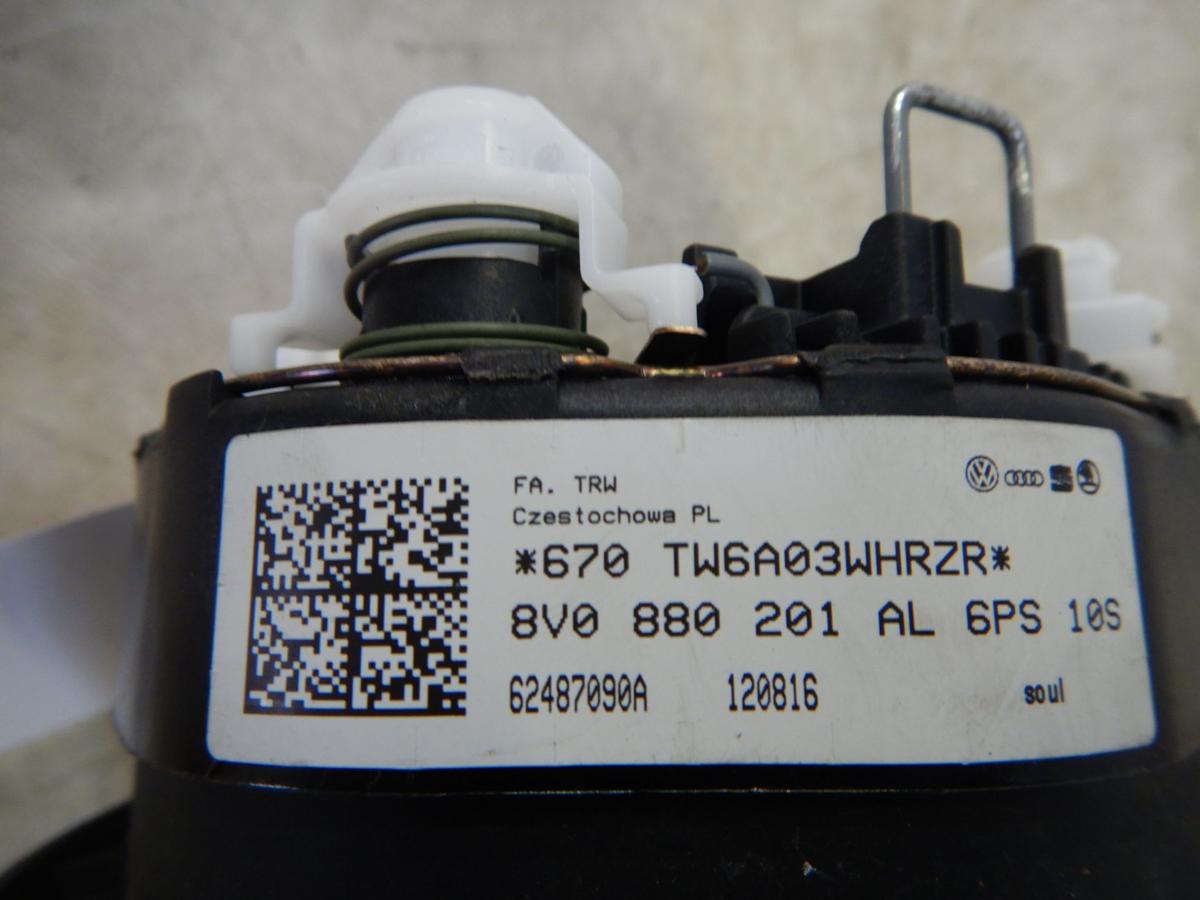 FA. TRW
Czestochowa PL
*670 TW6A03WHRZR*
8V0 880 201 AL 6PS 10S
62487090A 120816 soul